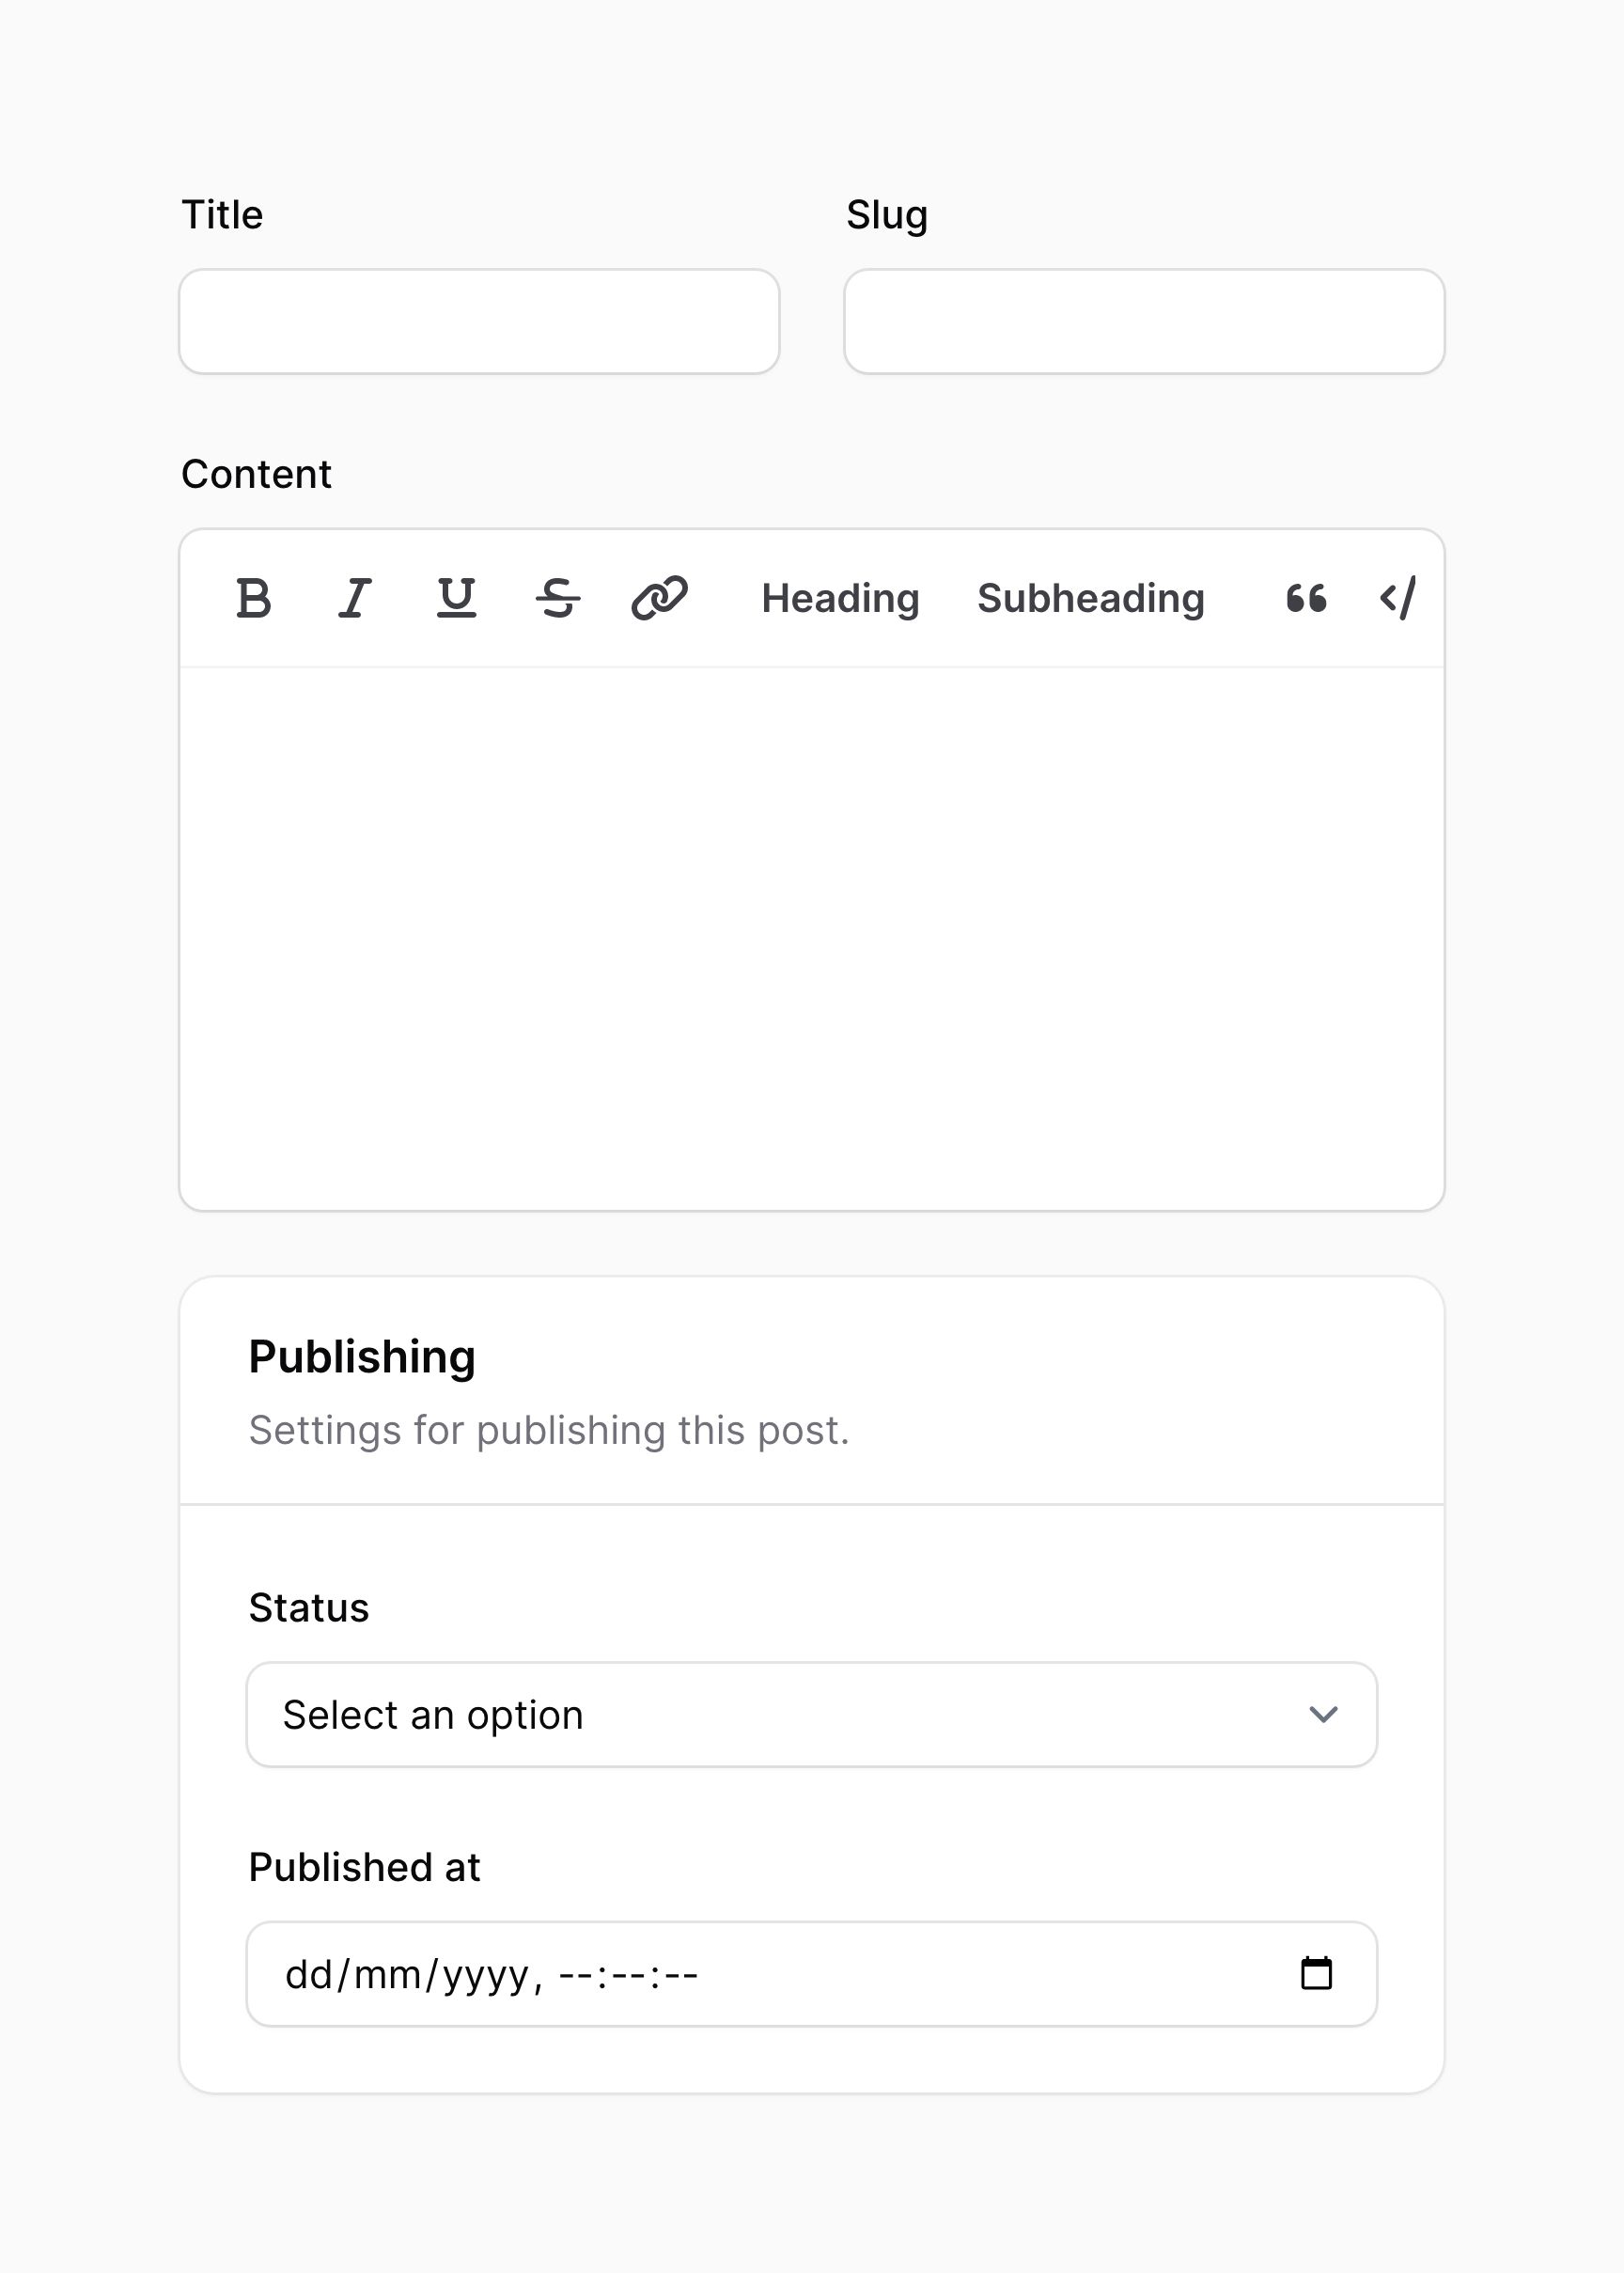 Title
Slug
Content
Heading Subheading
Publishing
Settings for publishing this post.
Status
Select an option
Published at
dd/mm/yyyy, --:--:--